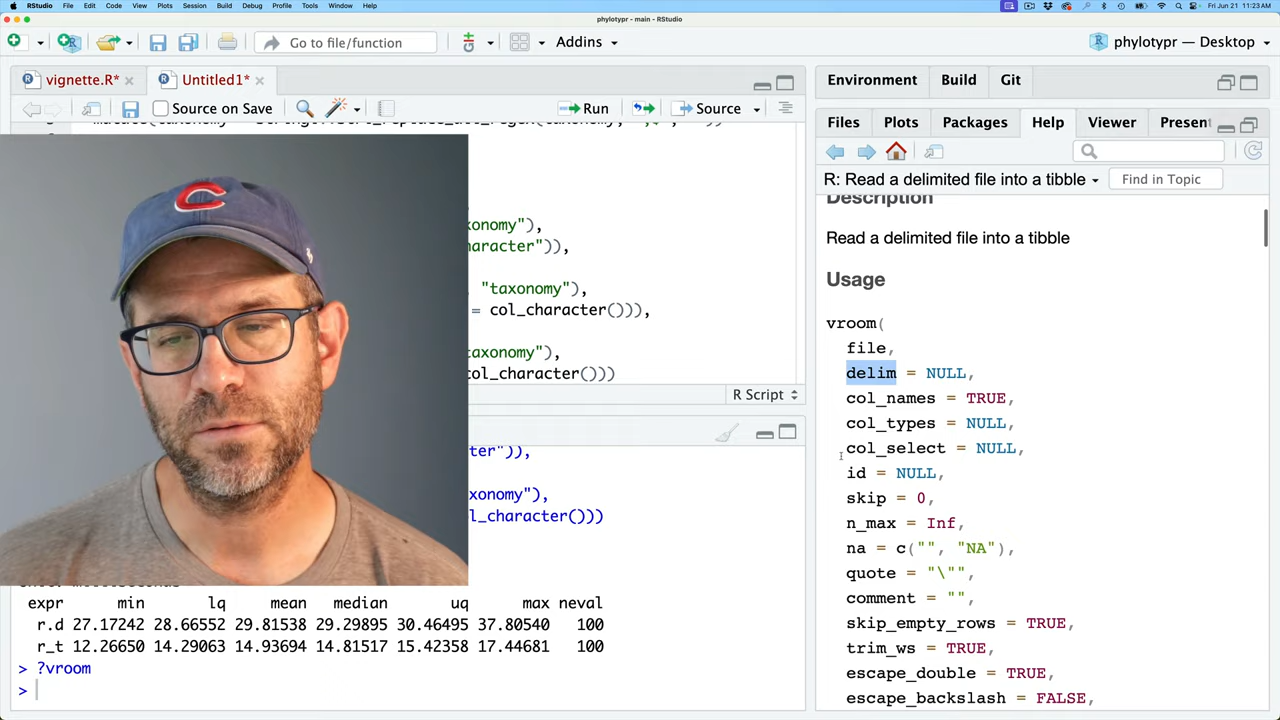 RStudio File Edit Code View Plots Session Build Debug Profile Tools Window Help
Fri Jun 21 11:23 AM
phylotypr - main - RStudio
Go to file/function
Addins
phylotypr — Desktop
vignette.R*
Untitled1*
Source on Save
Run
Source
xonomy"),
aracter")),
"taxonomy"),
= col_character())),
axonomy"),
col_character()))
R Script
ter")),
xonomy"),
l_character()))
expr min lq mean median uq max neval
r.d 27.17242 28.66552 29.81538 29.29895 30.46495 37.80540 100
r_t 12.26650 14.29063 14.93694 14.81517 15.42358 17.44681 100
> ?vroom
>
Environment Build Git
Files Plots Packages Help Viewer Present
R: Read a delimited file into a tibble
Find in Topic
Description
Read a delimited file into a tibble
Usage
vroom(
file,
delim = NULL,
col_names = TRUE,
col_types = NULL,
col_select = NULL,
id = NULL,
skip = 0,
n_max = Inf,
na = c("", "NA"),
quote = "\"",
comment = "",
skip_empty_rows = TRUE,
trim_ws = TRUE,
escape_double = TRUE,
escape_backslash = FALSE,